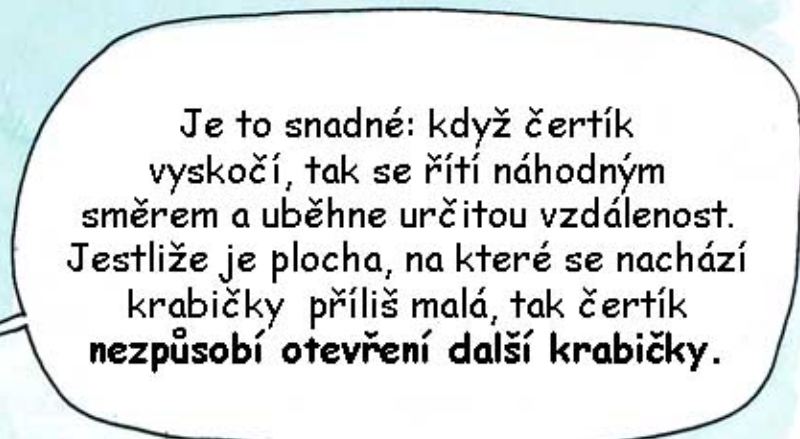 Je to snadné: když čertík
vyskočí, tak se řítí náhodným
směrem a uběhne určitou vzdálenost.
Jestliže je plocha, na které se nachází
krabičky příliš malá, tak čertík
nezpůsobí otevření další krabičky.